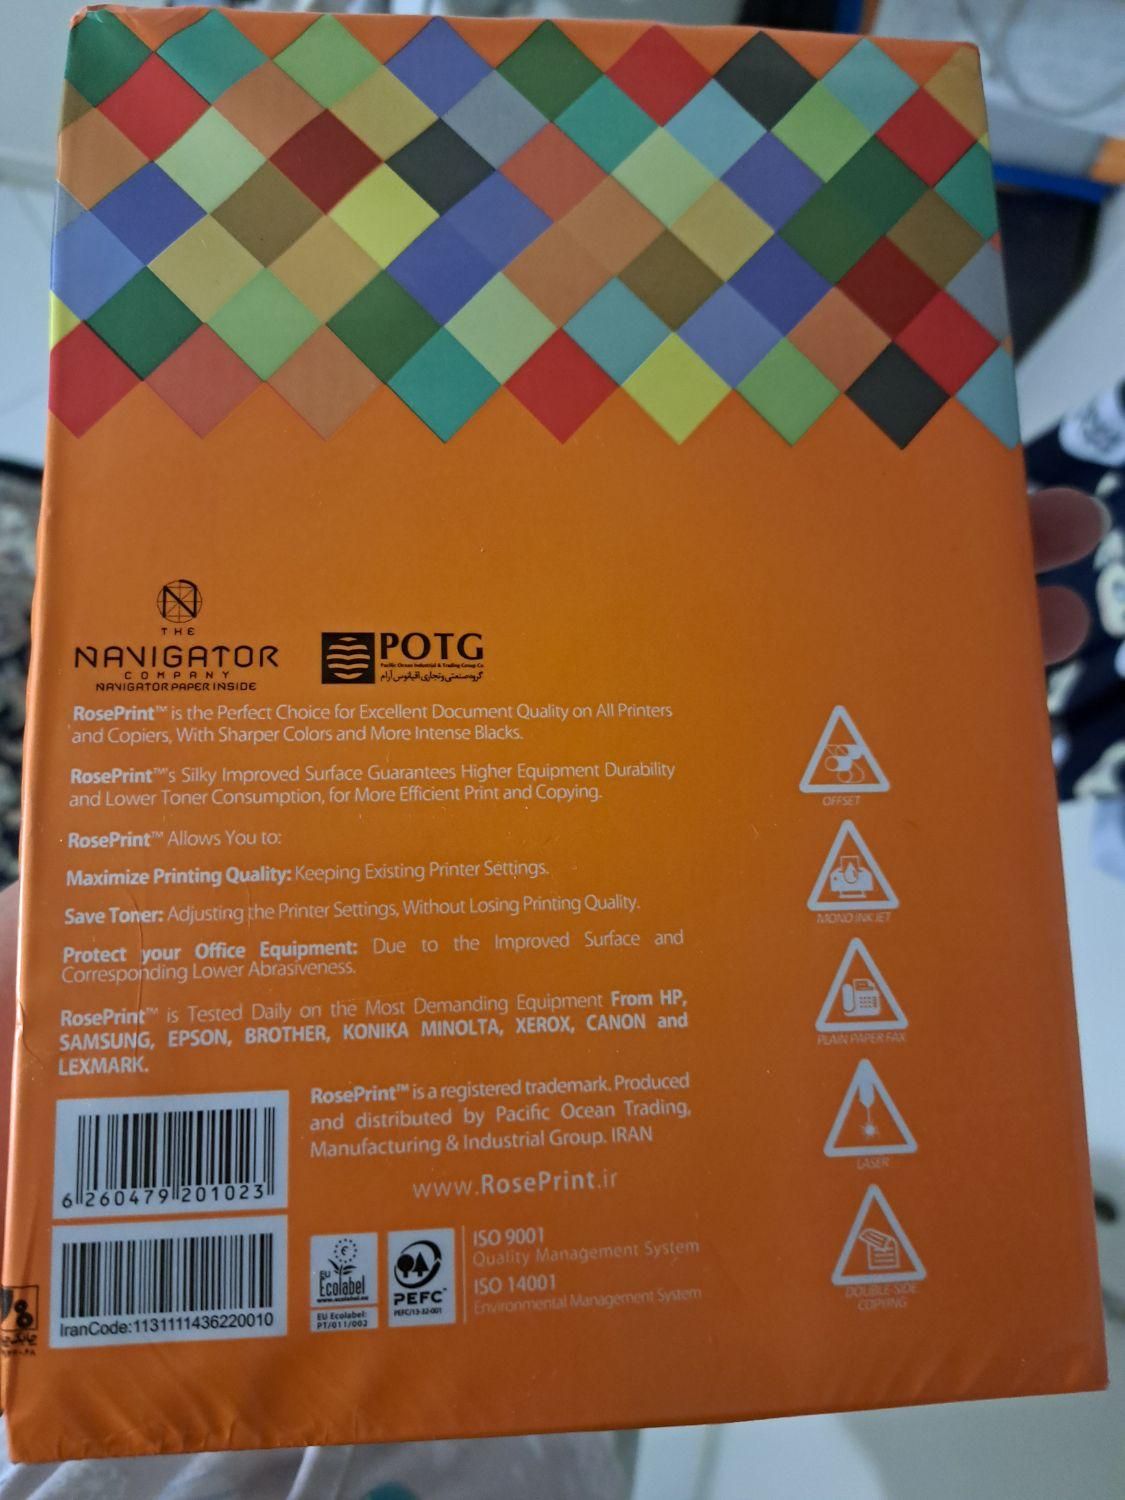 N
THE
NAVIGATOR
COMPANY
NAVIGATOR PAPER INSIDE
POTG
Pacific Ocean Industrial & Trading Group Co
گروه صنعتی و تجاری اقیانوس آرام
RosePrint™ is the Perfect Choice for Excellent Document Quality on All Printers
and Copiers, With Sharper Colors and More Intense Blacks.
RosePrint™'s Silky Improved Surface Guarantees Higher Equipment Durability
and Lower Toner Consumption, for More Efficient Print and Copying.
RosePrint™ Allows You to:
Maximize Printing Quality: Keeping Existing Printer Settings.
Save Toner: Adjusting the Printer Settings, Without Losing Printing Quality.
Protect your Office Equipment: Due to the Improved Surface and
Corresponding Lower Abrasiveness.
RosePrint™ is Tested Daily on the Most Demanding Equipment From HP,
SAMSUNG, EPSON, BROTHER, KONIKA MINOLTA, XEROX, CANON and
LEXMARK.
RosePrint™ is a registered trademark. Produced
and distributed by Pacific Ocean Trading,
Manufacturing & Industrial Group. IRAN
www.RosePrint.ir
6 260479 201023
IranCode:1131111436220010
EU
Ecolabel
www.ecolabel.eu
EU Ecolabel:
PT/011/002
PEFC™
PEFC/13-32-001
ISO 9001
Quality Management System
ISO 14001
Environmental Management System
OFFSET
MONO INK JET
PLAIN PAPER FAX
LASER
DOUBLE-SIDE
COPYING